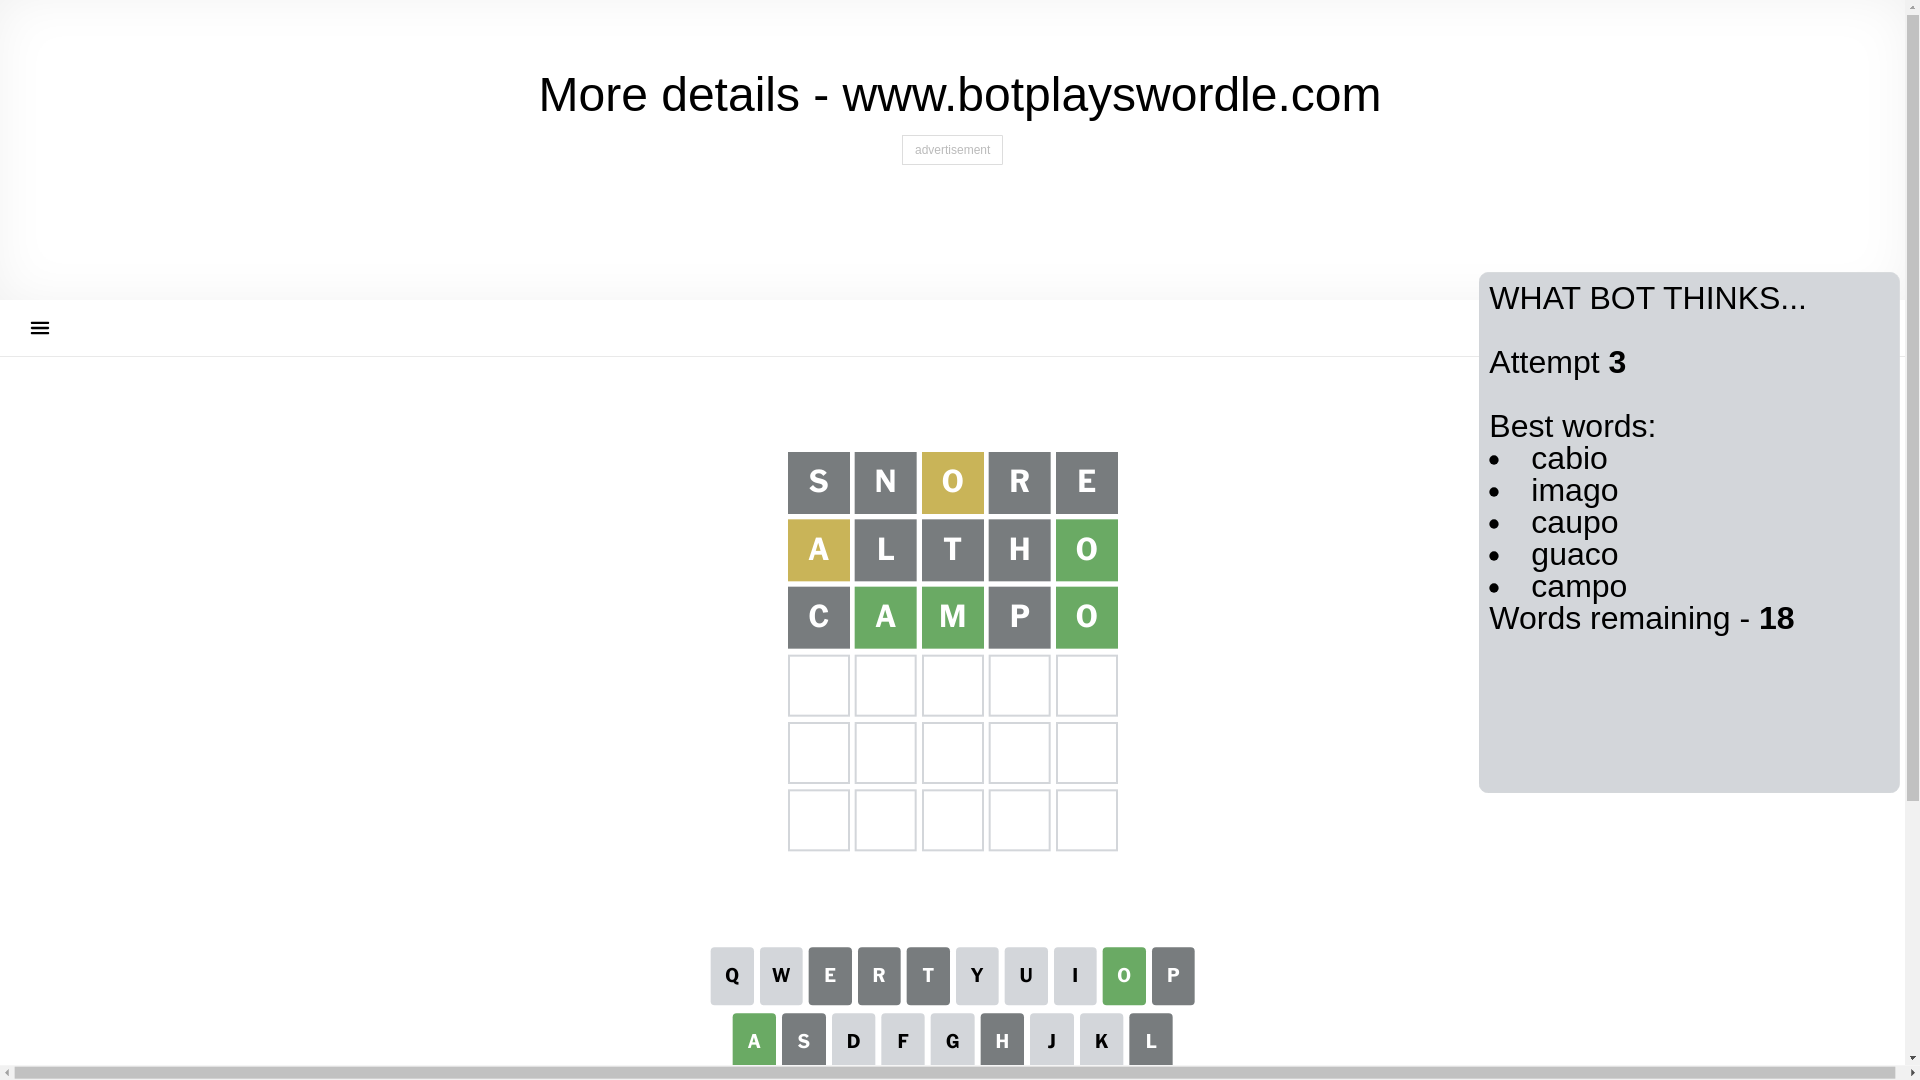 More details - www.botplayswordle.com
advertisement
WHAT BOT THINKS...
Attempt 3
Best words:
• cabio
• imago
• caupo
• guaco
• campo
Words remaining - 18
S N O R E
A L T H O
C A M P O
Q W E R T Y U I O P
A S D F G H J K L